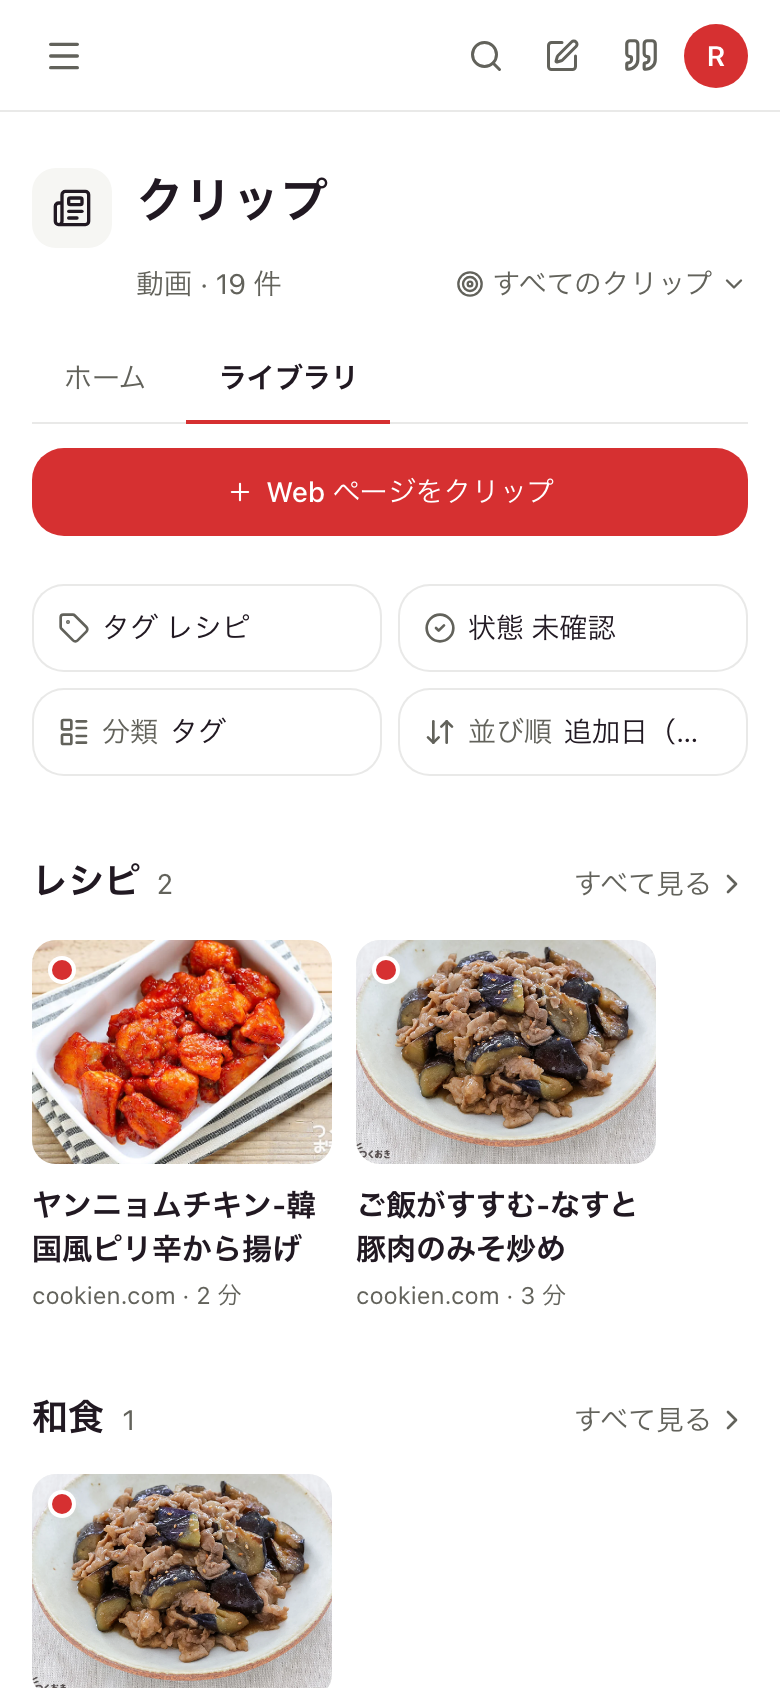 R
クリップ
動画 · 19 件
すべてのクリップ
ホーム
ライブラリ
+ Web ページをクリップ
タグ レシピ
状態 未確認
分類 タグ
並び順 追加日（...
レシピ 2
すべて見る
ヤンニョムチキン-韓
国風ピリ辛から揚げ
cookien.com · 2 分
つくおき
ご飯がすすむ-なすと
豚肉のみそ炒め
cookien.com · 3 分
和食 1
すべて見る